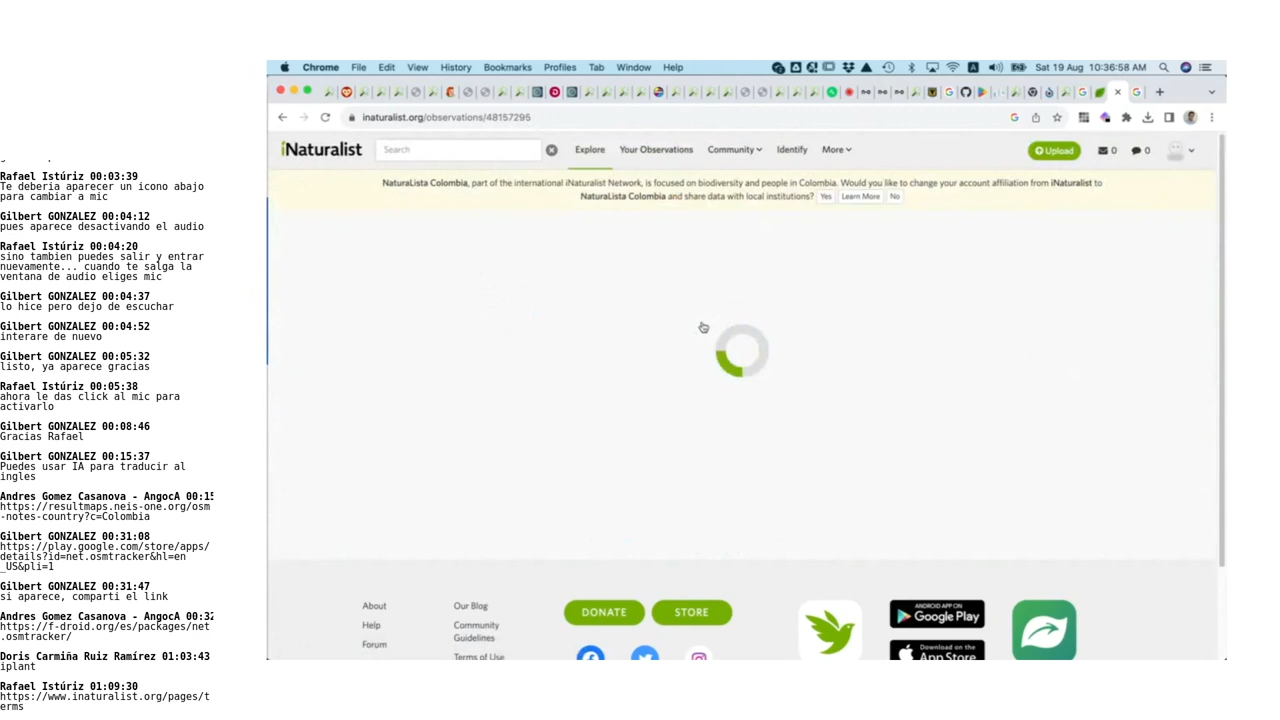 Rafael Istúriz 00:03:39
Te deberia aparecer un icono abajo
para cambiar a mic
Gilbert GONZALEZ 00:04:12
pues aparece desactivando el audio
Rafael Istúriz 00:04:20
sino tambien puedes salir y entrar
nuevamente... cuando te salga la
ventana de audio eliges mic
Gilbert GONZALEZ 00:04:37
lo hice pero dejo de escuchar
Gilbert GONZALEZ 00:04:52
interare de nuevo
Gilbert GONZALEZ 00:05:32
listo, ya aparece gracias
Rafael Istúriz 00:05:38
ahora le das click al mic para
activarlo
Gilbert GONZALEZ 00:08:46
Gracias Rafael
Gilbert GONZALEZ 00:15:37
Puedes usar IA para traducir al
ingles
Andres Gomez Casanova - AngocA 00:15
https://resultmaps.neis-one.org/osm
-notes-country?c=Colombia
Gilbert GONZALEZ 00:31:08
https://play.google.com/store/apps/
details?id=net.osmtracker&hl=en
_US&pli=1
Gilbert GONZALEZ 00:31:47
si aparece, comparti el link
Andres Gomez Casanova - AngocA 00:32
https://f-droid.org/es/packages/net
.osmtracker/
Doris Carmiña Ruiz Ramírez 01:03:43
iplant
Rafael Istúriz 01:09:30
https://www.inaturalist.org/pages/t
erms
Chrome File Edit View History Bookmarks Profiles Tab Window Help Sat 19 Aug 10:36:58 AM
inaturalist.org/observations/48157295
iNaturalist Search Explore Your Observations Community Identify More Upload 0 0
NaturaLista Colombia, part of the international iNaturalist Network, is focused on biodiversity and people in Colombia. Would you like to change your account affiliation from iNaturalist to
NaturaLista Colombia and share data with local institutions? Yes Learn More No
About Our Blog DONATE STORE ANDROID APP ON
Google Play
Help Community
Guidelines
Forum Terms of Use Download on the
App Store